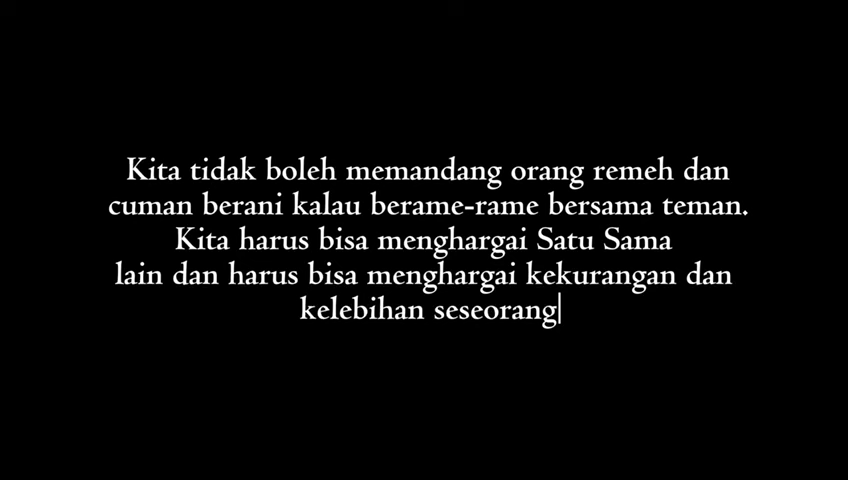 Kita tidak boleh memandang orang remeh dan
cuman berani kalau berame-rame bersama teman.
Kita harus bisa menghargai Satu Sama
lain dan harus bisa menghargai kekurangan dan
kelebihan seseorang